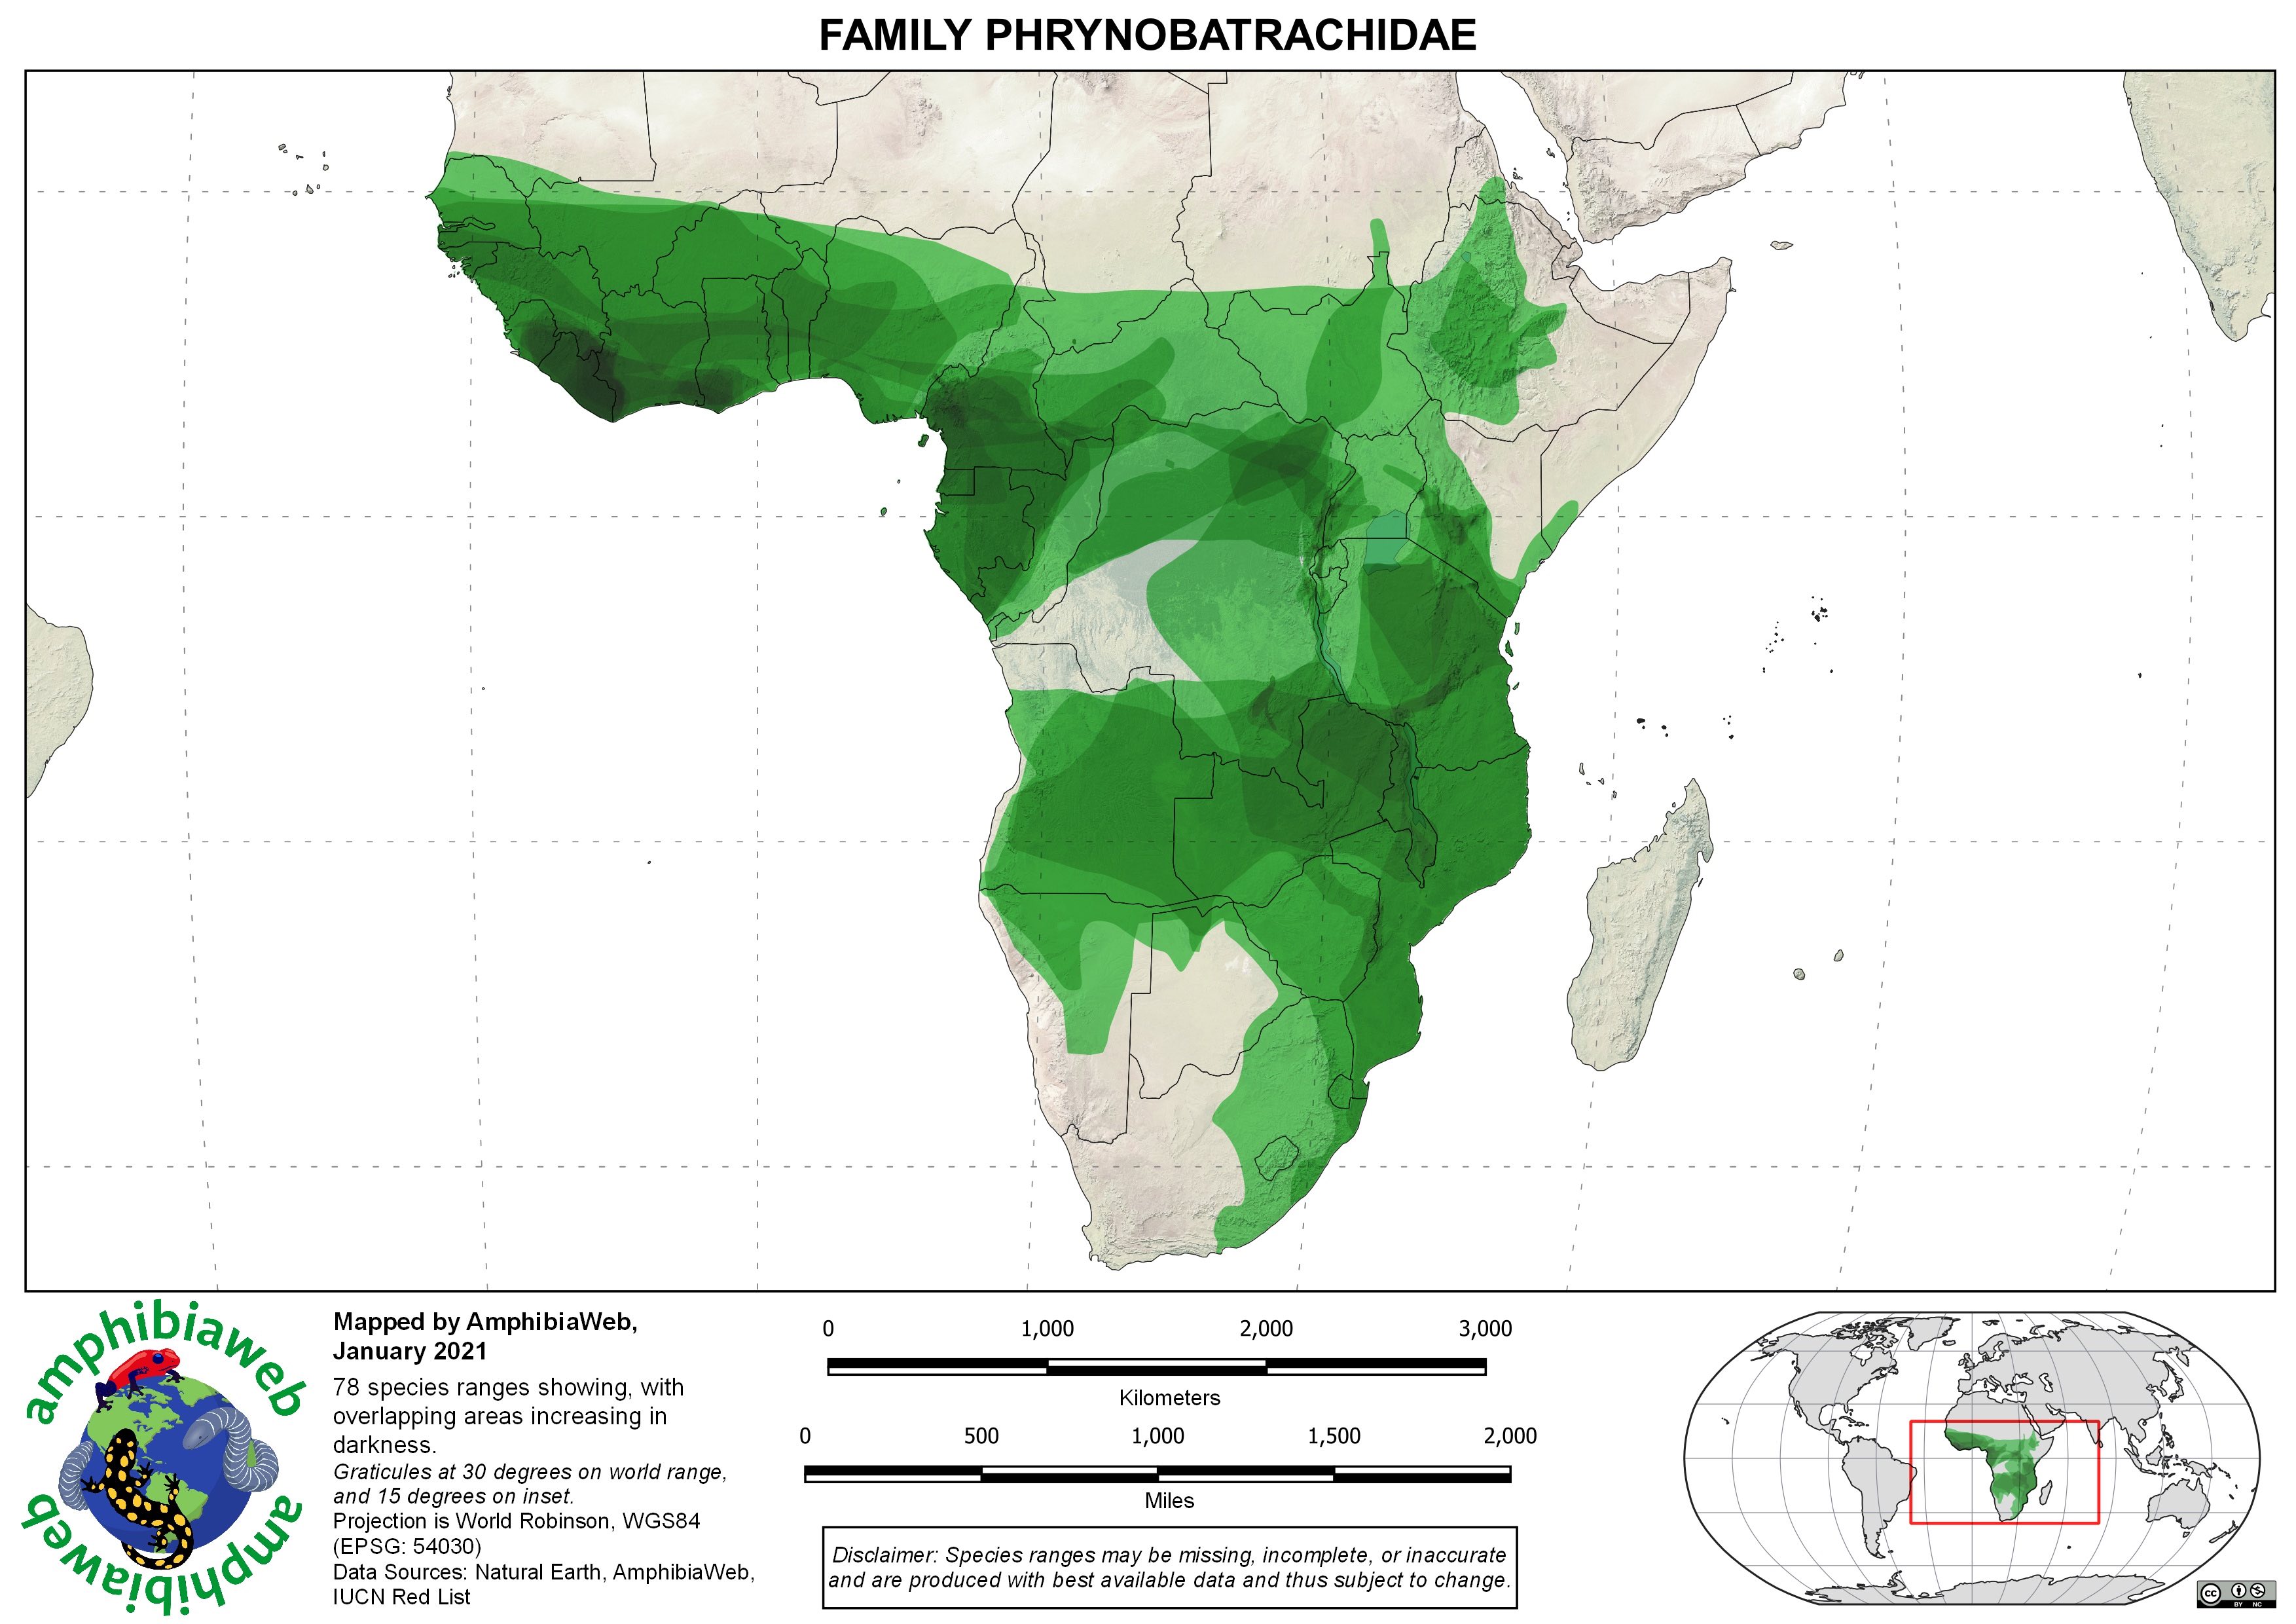 FAMILY PHRYNOBATRACHIDAE
amphibiaweb
amphibiaweb
Mapped by AmphibiaWeb,
January 2021
78 species ranges showing, with
overlapping areas increasing in
darkness.
Graticules at 30 degrees on world range,
and 15 degrees on inset.
Projection is World Robinson, WGS84
(EPSG: 54030)
Data Sources: Natural Earth, AmphibiaWeb,
IUCN Red List
0 1,000 2,000 3,000
Kilometers
0 500 1,000 1,500 2,000
Miles
Disclaimer: Species ranges may be missing, incomplete, or inaccurate
and are produced with best available data and thus subject to change.
cc
BY NC